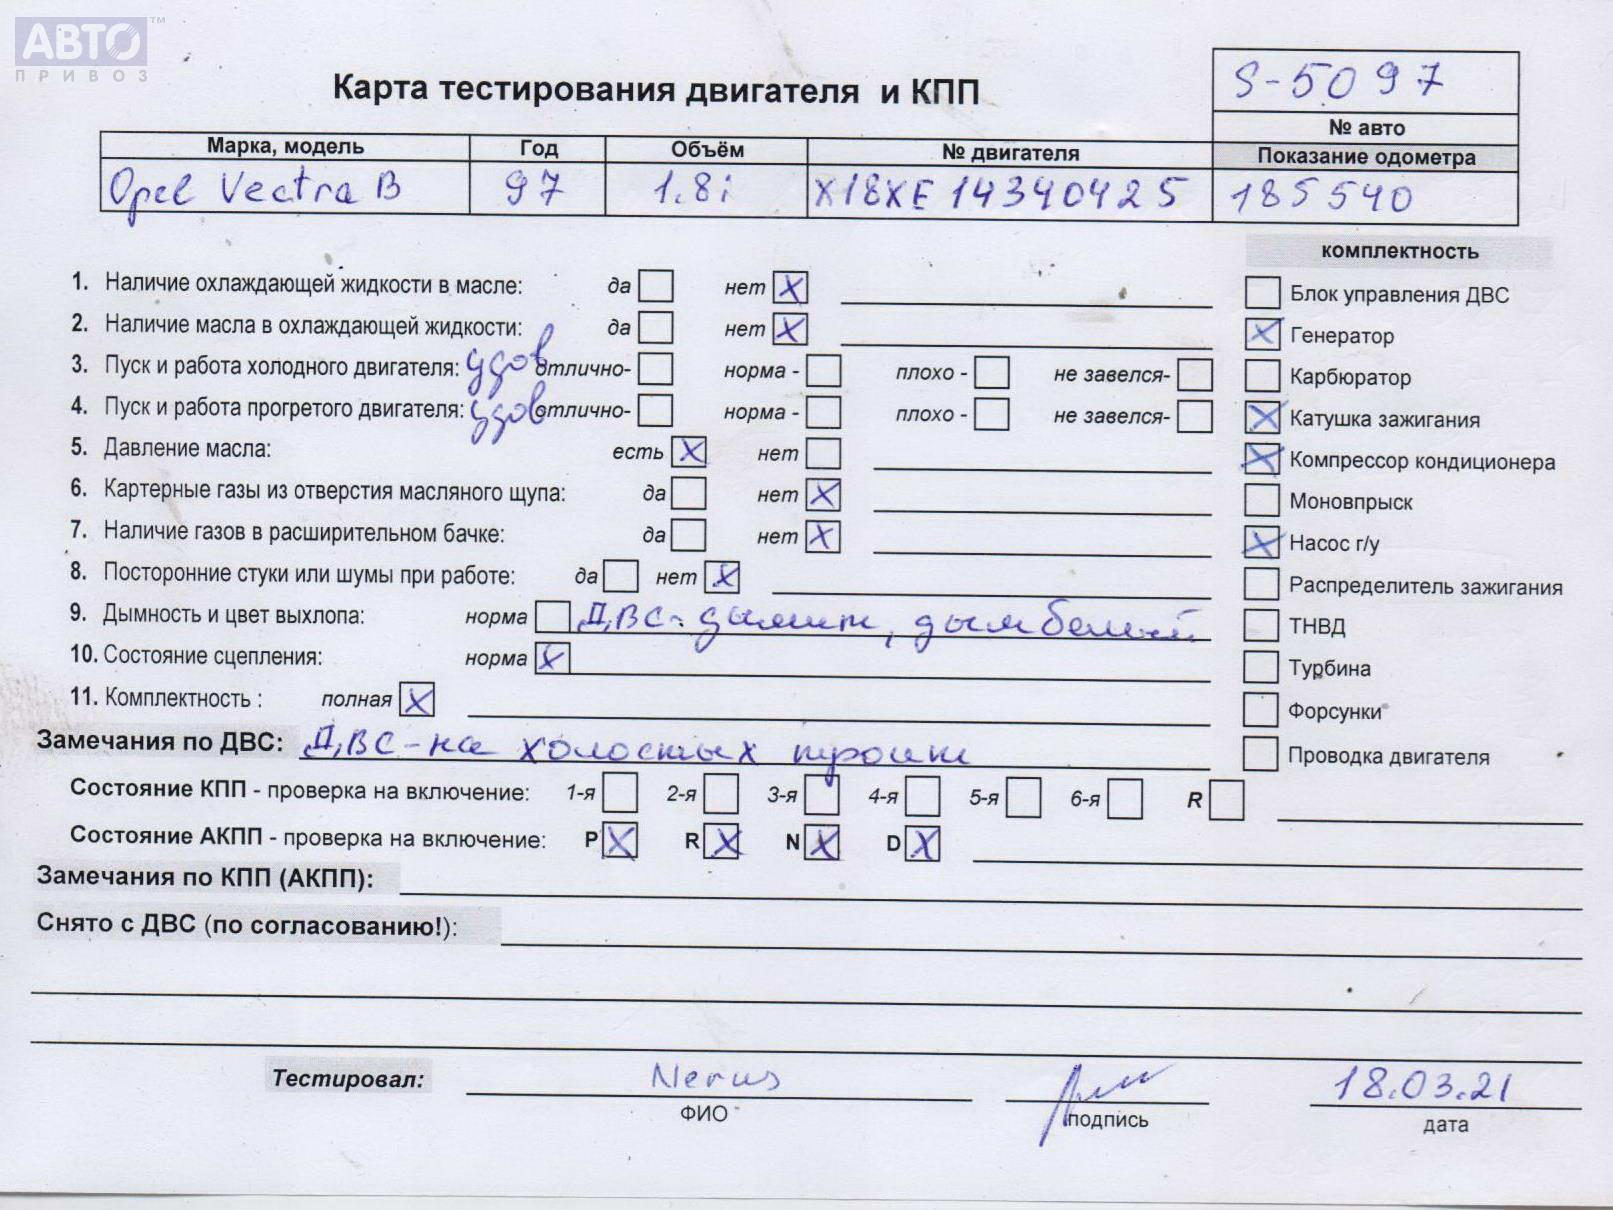 АВТО™
ПРИВОЗ
Карта тестирования двигателя и КПП
S-5097
№ авто
Марка, модель Год Объём № двигателя Показание одометра
Opel Vectra B 97 1.8i X18XE 14340425 185540
комплектность
1. Наличие охлаждающей жидкости в масле: да нет X
Блок управления ДВС
2. Наличие масла в охлаждающей жидкости: да нет X
X Генератор
3. Пуск и работа холодного двигателя: удов отлично- норма - плохо - не завелся-
Карбюратор
4. Пуск и работа прогретого двигателя: удов отлично- норма - плохо - не завелся-
X Катушка зажигания
5. Давление масла: есть X нет
X Компрессор кондиционера
6. Картерные газы из отверстия масляного щупа: да нет X
Моновпрыск
7. Наличие газов в расширительном бачке: да нет X
X Насос г/у
8. Посторонние стуки или шумы при работе: да нет X
Распределитель зажигания
9. Дымность и цвет выхлопа: норма ДВС-дымит, дым белый
ТНВД
10. Состояние сцепления: норма X
Турбина
11. Комплектность : полная X
Форсунки
Замечания по ДВС: ДВС-на холостых троит
Проводка двигателя
Состояние КПП - проверка на включение: 1-я 2-я 3-я 4-я 5-я 6-я R
Состояние АКПП - проверка на включение: P X R X N X D X
Замечания по КПП (АКПП):
Снято с ДВС (по согласованию!):
Тестировал: 18.03.21
ФИО подпись дата